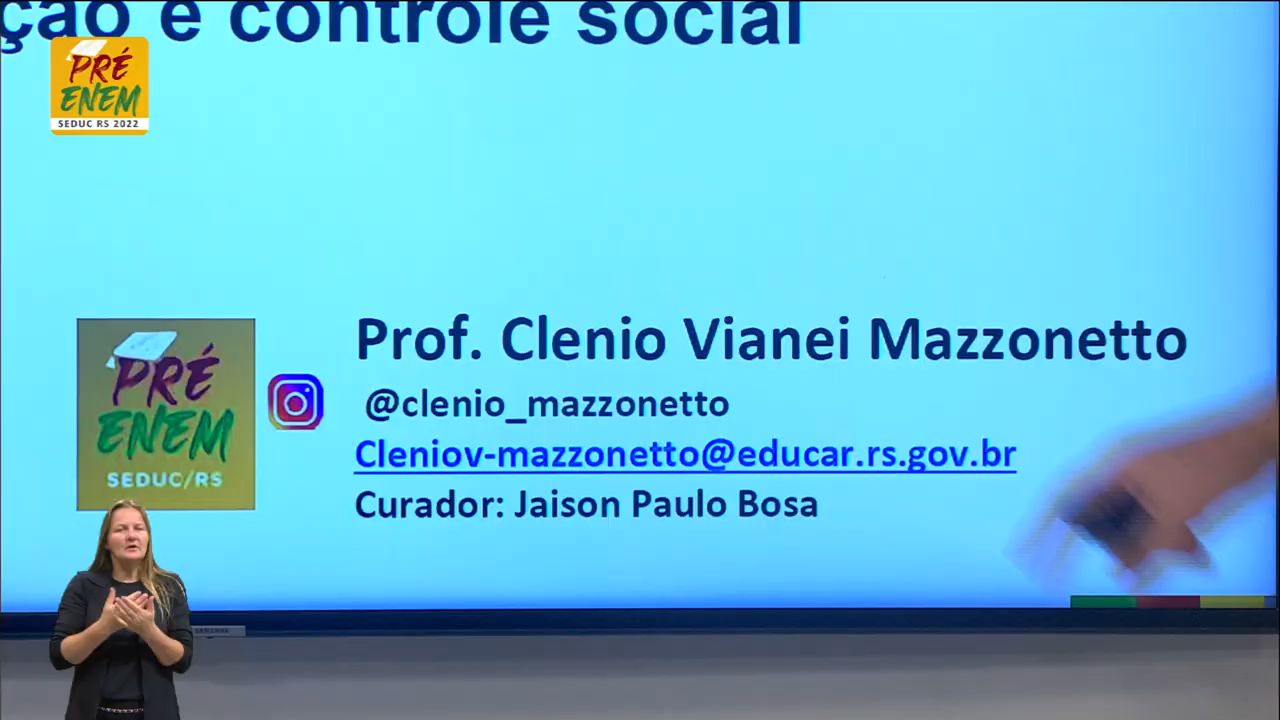 ção e controle social
PRÉ
ENEM
SEDUC RS 2022
Prof. Clenio Vianei Mazzonetto
@clenio_mazzonetto
Cleniov-mazzonetto@educar.rs.gov.br
Curador: Jaison Paulo Bosa
PRÉ
ENEM
SEDUC/RS